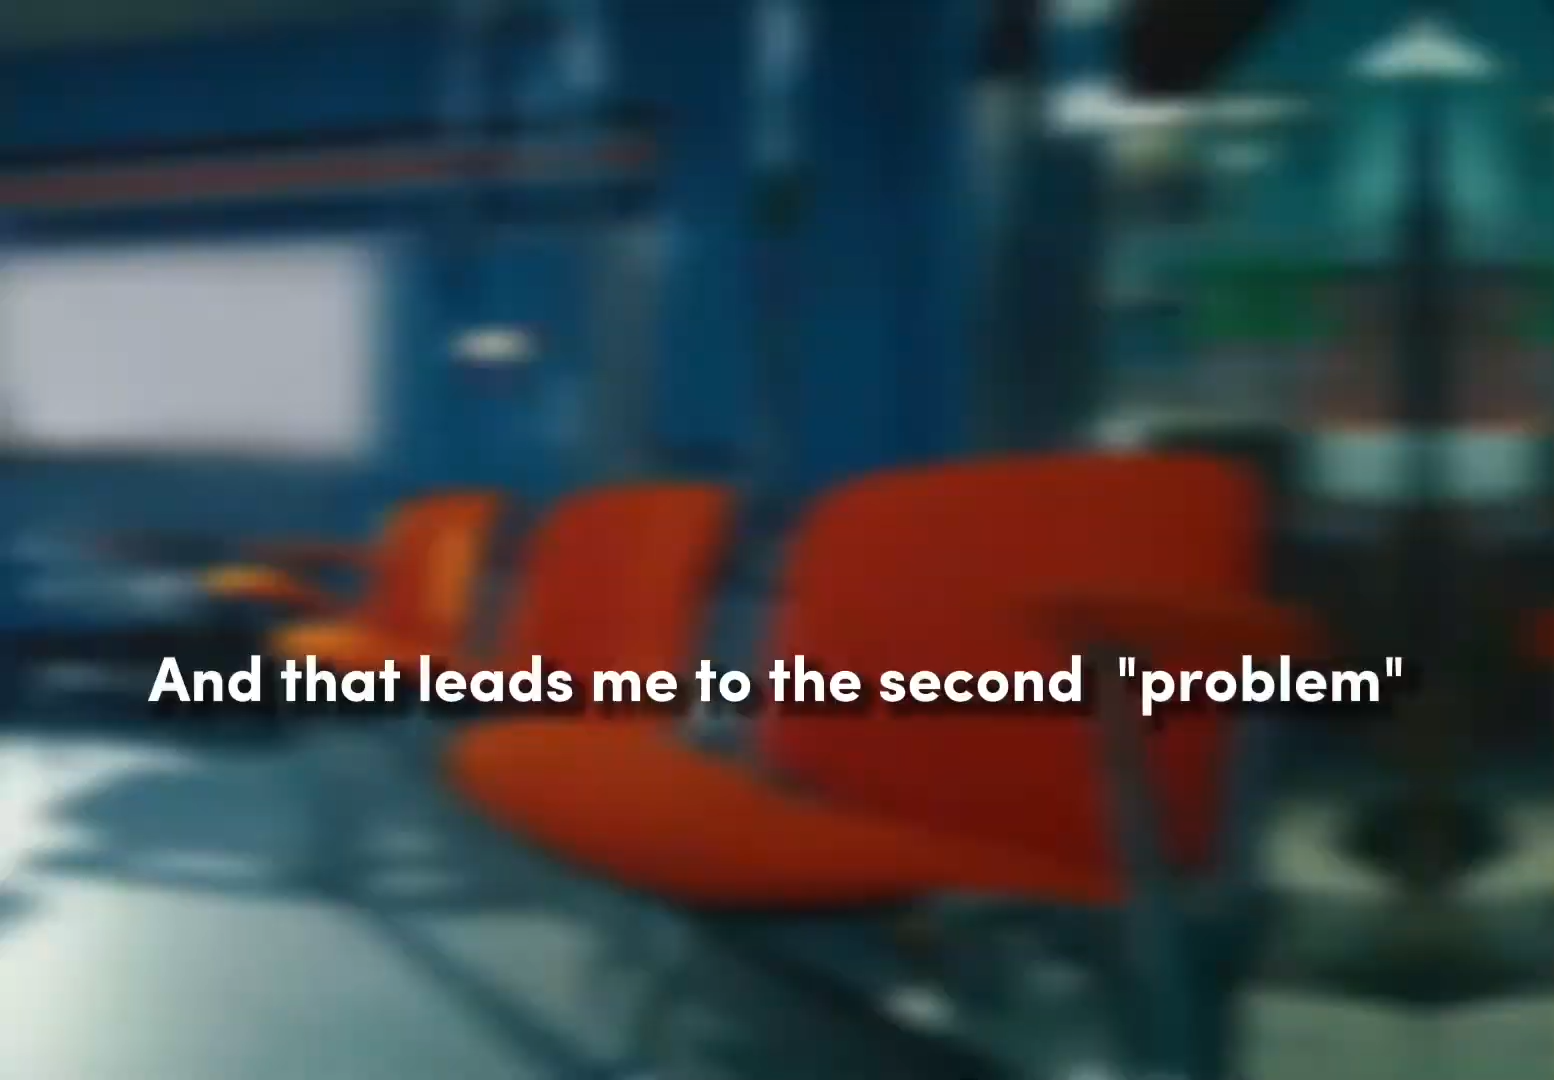 And that leads me to the second  "problem"